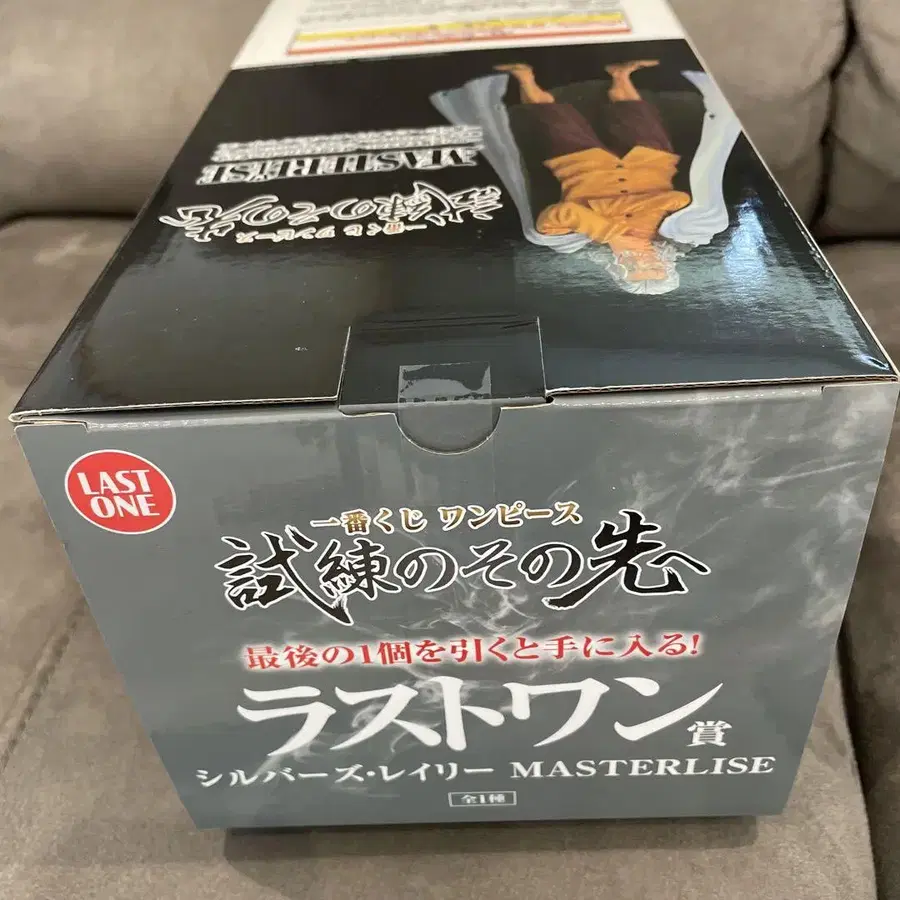 MASTERLISE
一番くじ ワンピース
試練のその先へ
LAST
ONE
一番くじ ワンピース
試練のその先へ
最後の1個を引くと手に入る!
ラストワン賞
シルバーズ・レイリー MASTERLISE
全1種